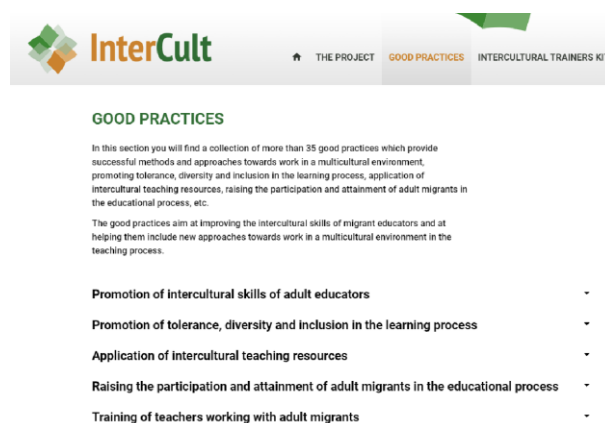 InterCult
THE PROJECT
GOOD PRACTICES
INTERCULTURAL TRAINERS
GOOD PRACTICES
In this section you will find a collection of more than 35 good practices which provide
successful methods and approaches towards work in a multicultural environment,
promoting tolerance, diversity and inclusion in the learning process, application of
intercultural teaching resources, raising the participation and attainment of adult migrants in
the educational process, etc.
The good practices aim at improving the intercultural skills of migrant educators and at
helping them include new approaches towards work in a multicultural environment in the
teaching process.
Promotion of intercultural skills of adult educators
Promotion of tolerance, diversity and inclusion in the learning process
Application of intercultural teaching resources
Raising the participation and attainment of adult migrants in the educational process
Training of teachers working with adult migrants